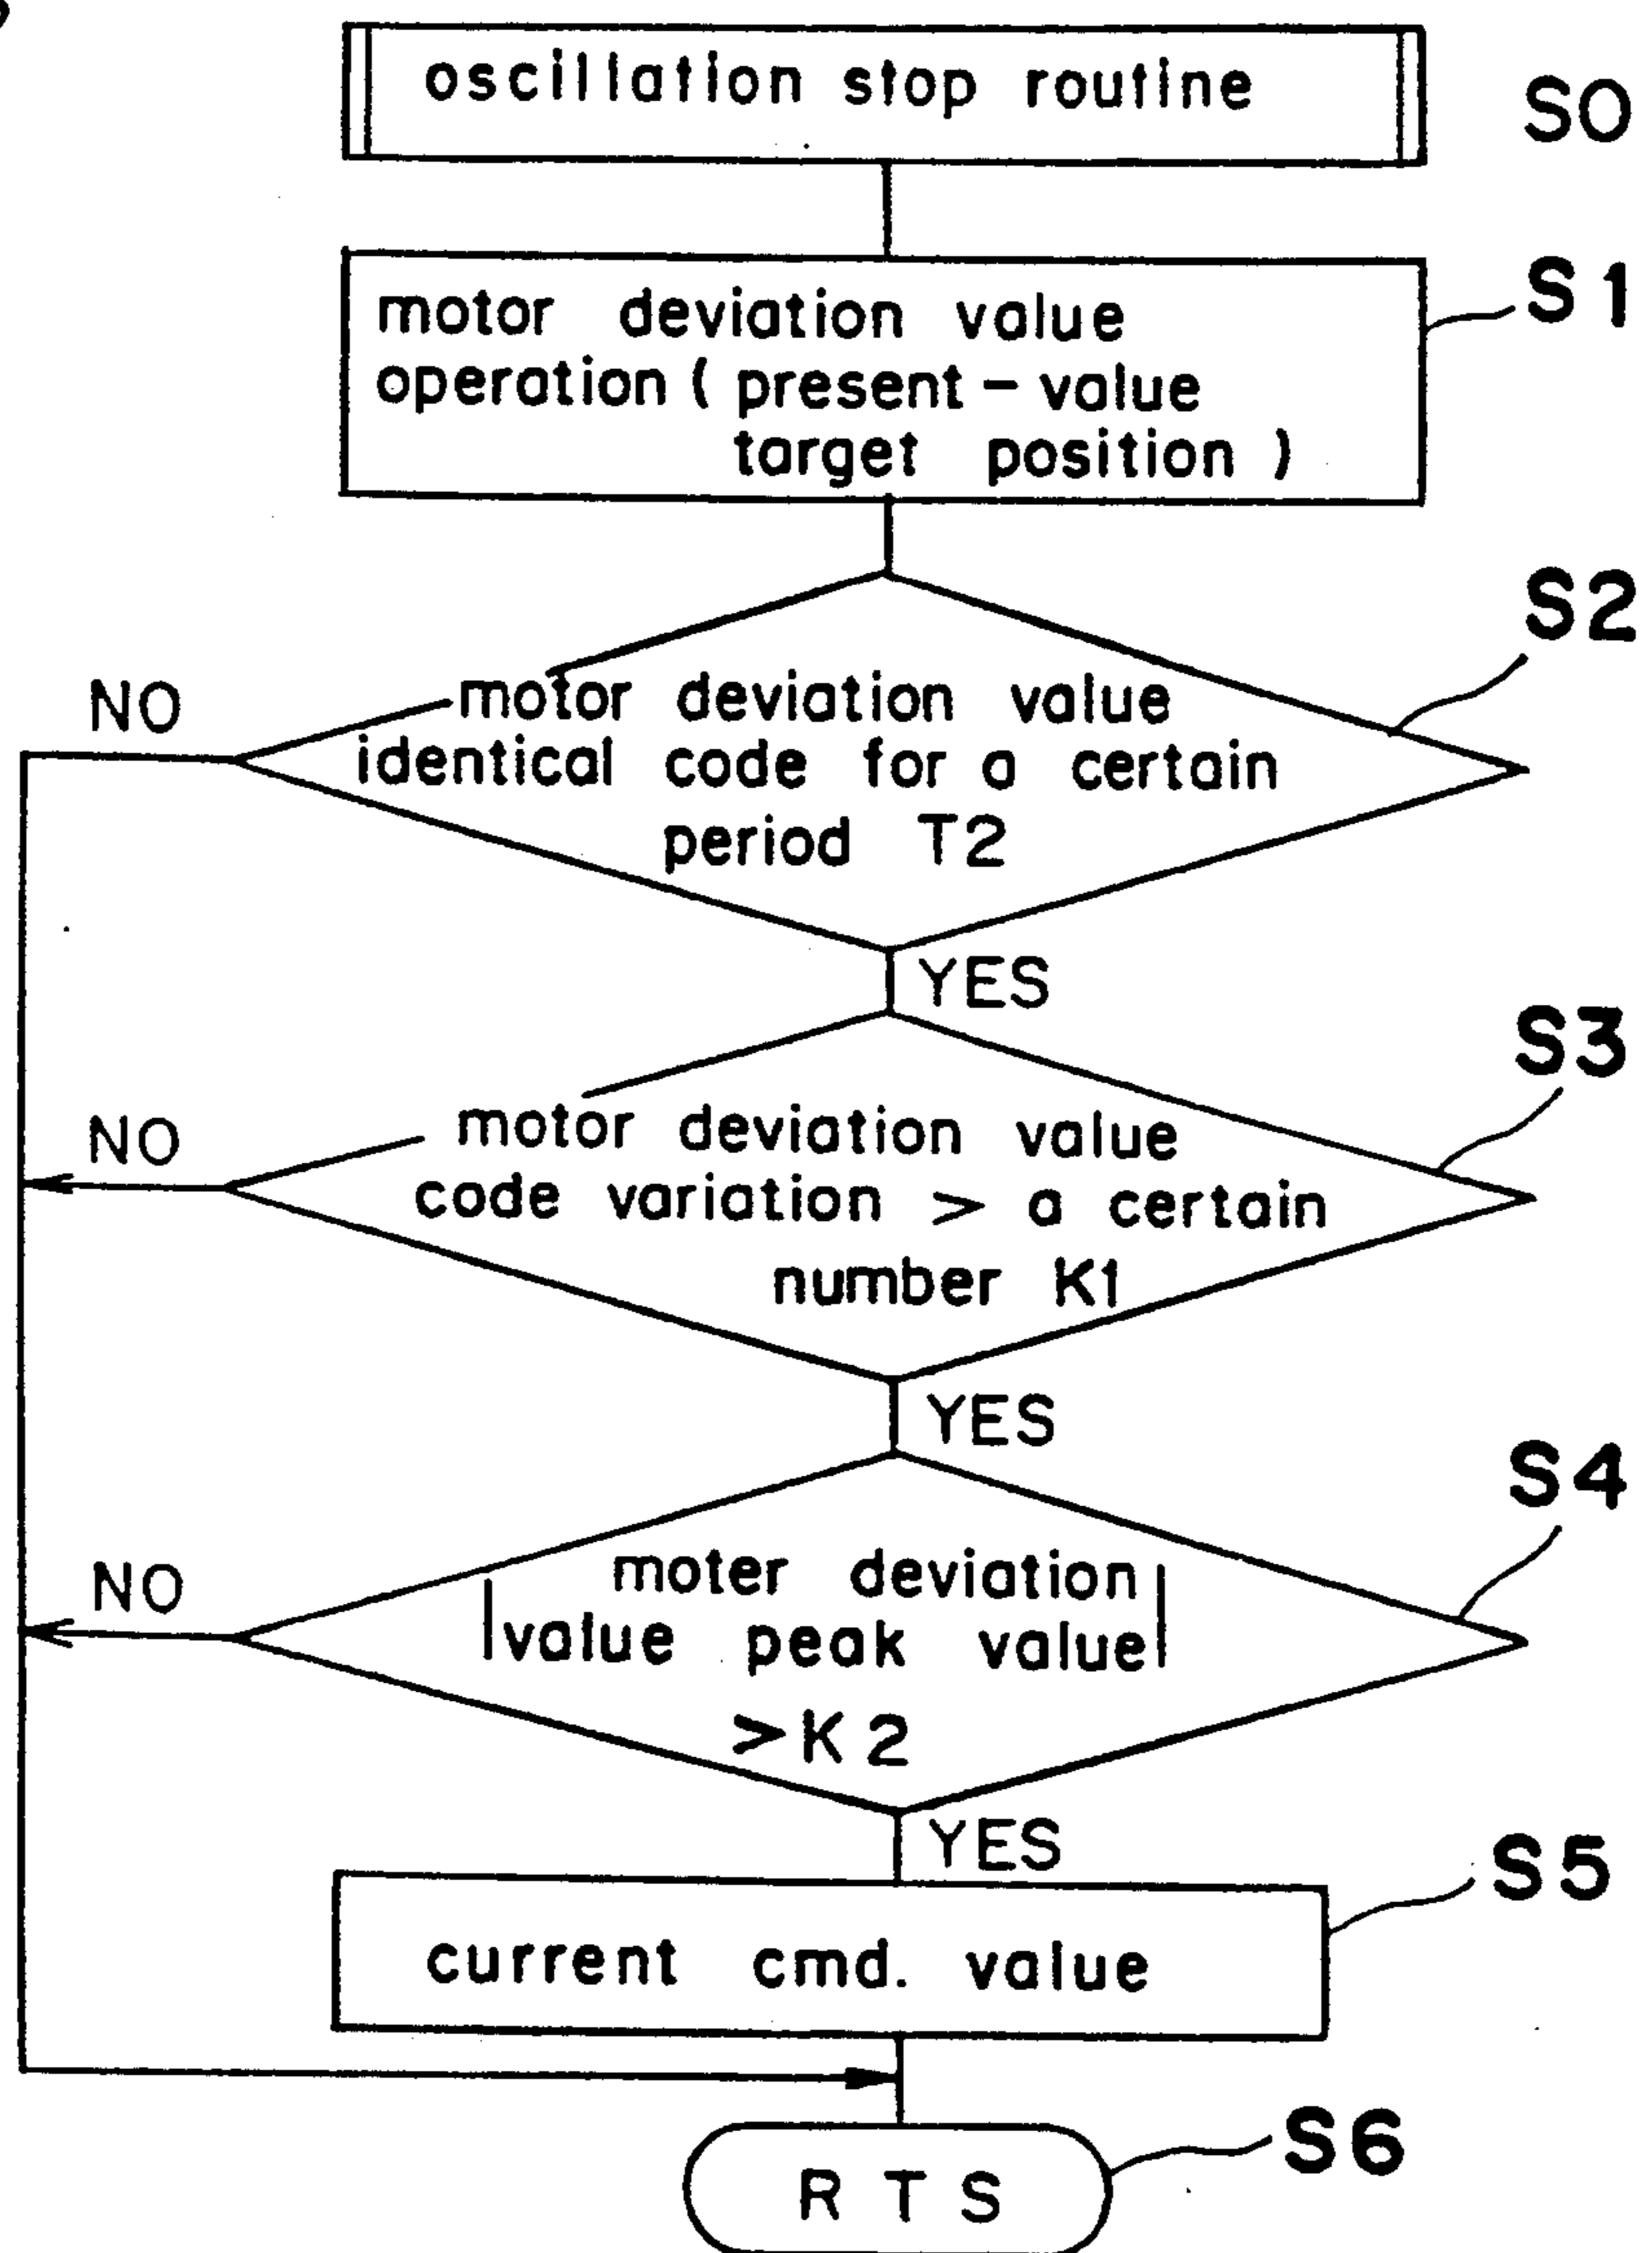 oscillation stop routine
S0
motor deviation value
operation ( present - value
target position )
S1
S2
NO
motor deviation value
identical code for a certain
period T2
YES
S3
NO
motor deviation value
code variation > a certain
number K1
YES
S4
NO
moter deviation
|value peak value|
>K2
YES
S5
current cmd. value
RTS
S6